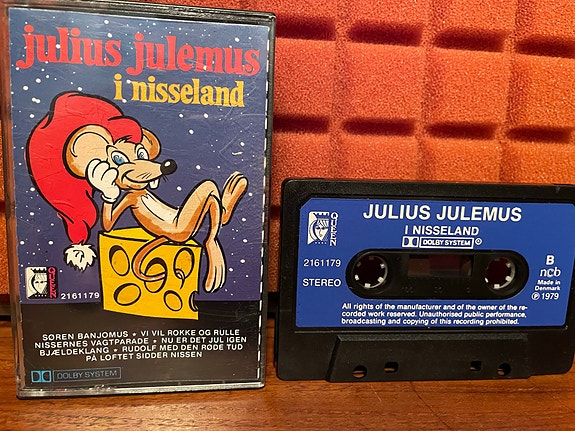 julius julemus
i nisseland
QUEEN
2161179
SØREN BANJOMUS ★ VI VIL ROKKE OG RULLE
NISSERNES VAGTPARADE ★ NU ER DET JUL IGEN
BJÆLDEKLANG ★ RUDOLF MED DEN RØDE TUD
PÅ LOFTET SIDDER NISSEN
DOLBY SYSTEM
QUEEN
JULIUS JULEMUS
I NISSELAND
DOLBY SYSTEM ®
2161179
STEREO
B
ncb
Made in
Denmark
℗ 1979
All rights of the manufacturer and of the owner of the re-
corded work reserved. Unauthorised public performance,
broadcasting and copying of this recording prohibited.